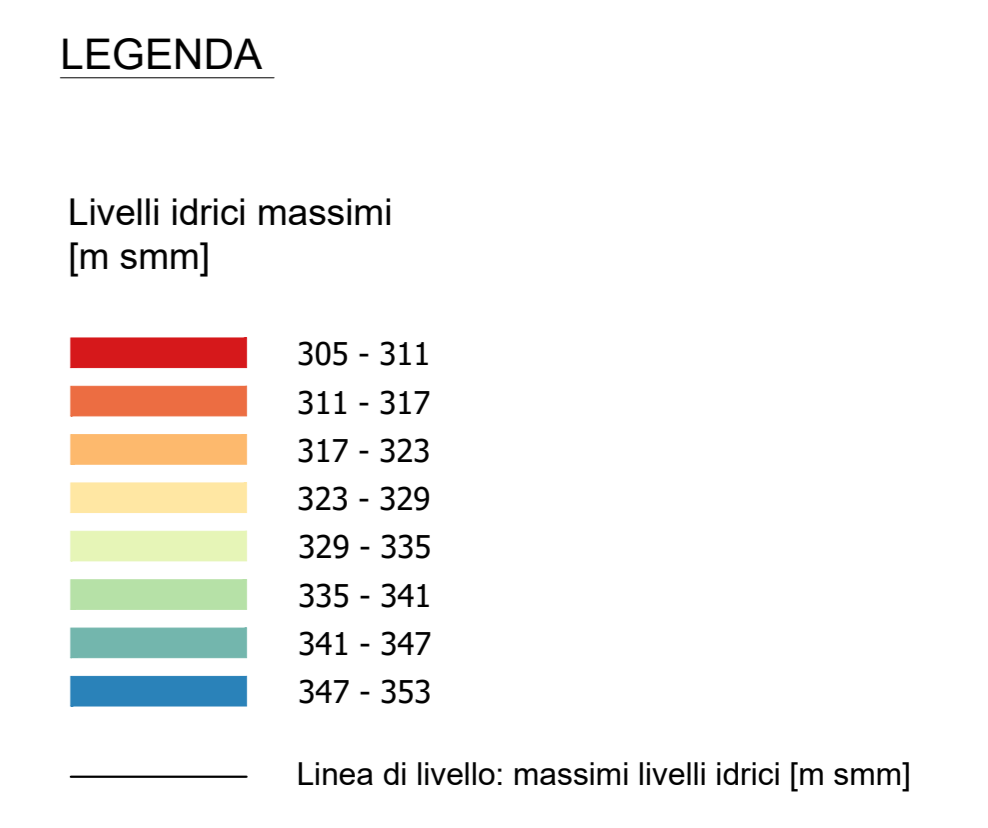 LEGENDA
Livelli idrici massimi
[m smm]
305 - 311
311 - 317
317 - 323
323 - 329
329 - 335
335 - 341
341 - 347
347 - 353
Linea di livello: massimi livelli idrici [m smm]